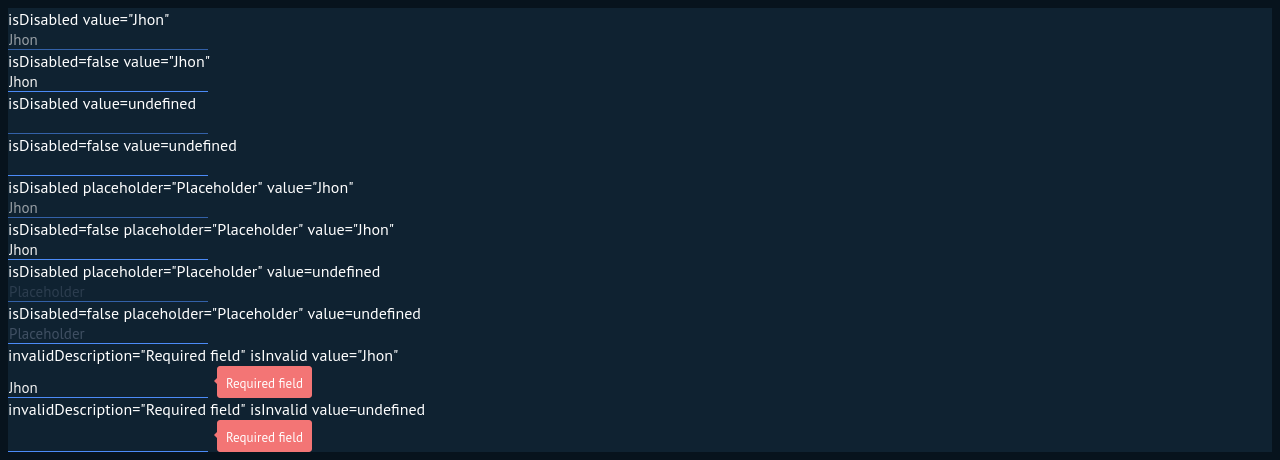 isDisabled value="Jhon"
Jhon
isDisabled=false value="Jhon"
Jhon
isDisabled value=undefined
isDisabled=false value=undefined
isDisabled placeholder="Placeholder" value="Jhon"
Jhon
isDisabled=false placeholder="Placeholder" value="Jhon"
Jhon
isDisabled placeholder="Placeholder" value=undefined
Placeholder
isDisabled=false placeholder="Placeholder" value=undefined
Placeholder
invalidDescription="Required field" isInvalid value="Jhon"
Jhon Required field
invalidDescription="Required field" isInvalid value=undefined
Required field